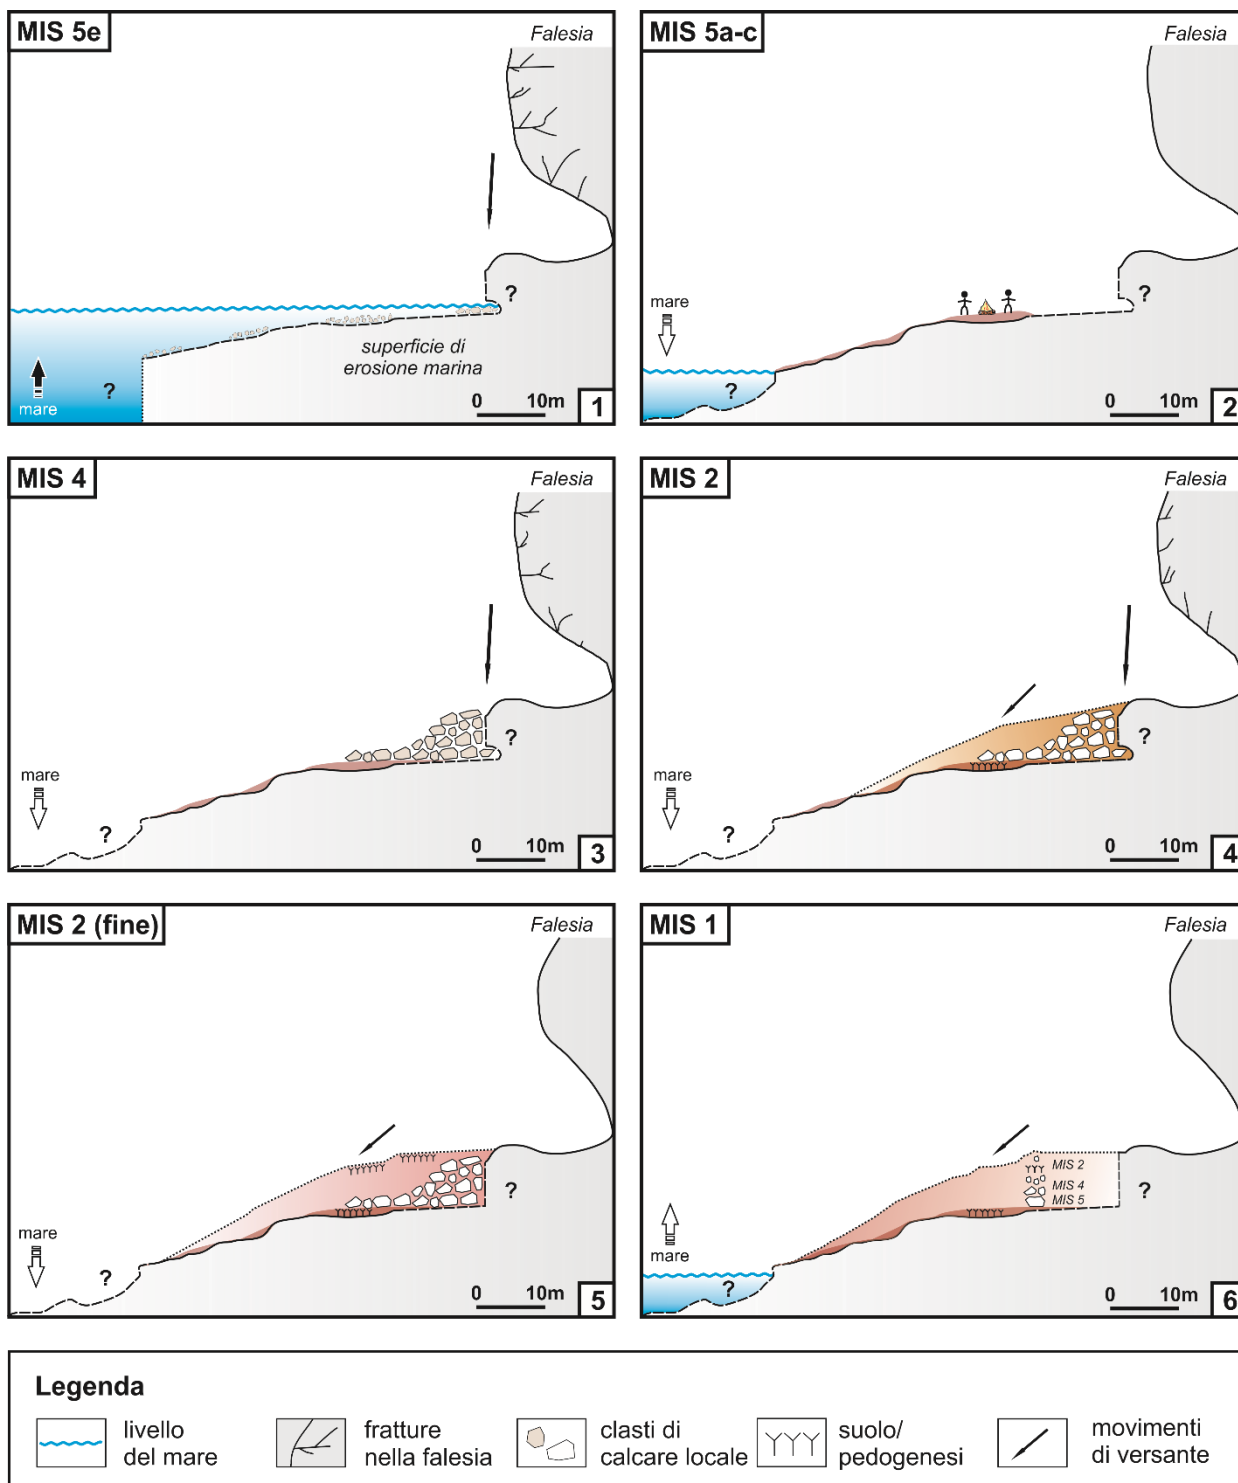 MIS 5e
Falesia
?
superficie di
erosione marina
?
mare
0 10m
1
MIS 5a-c
Falesia
?
mare
?
0 10m
2
MIS 4
Falesia
?
mare
?
0 10m
3
MIS 2
Falesia
?
mare
?
0 10m
4
MIS 2 (fine)
Falesia
?
mare
?
0 10m
5
MIS 1
Falesia
MIS 2
MIS 4
MIS 5
?
mare
?
0 10m
6
Legenda
livello
del mare
fratture
nella falesia
clasti di
calcare locale
suolo/
pedogenesi
movimenti
di versante